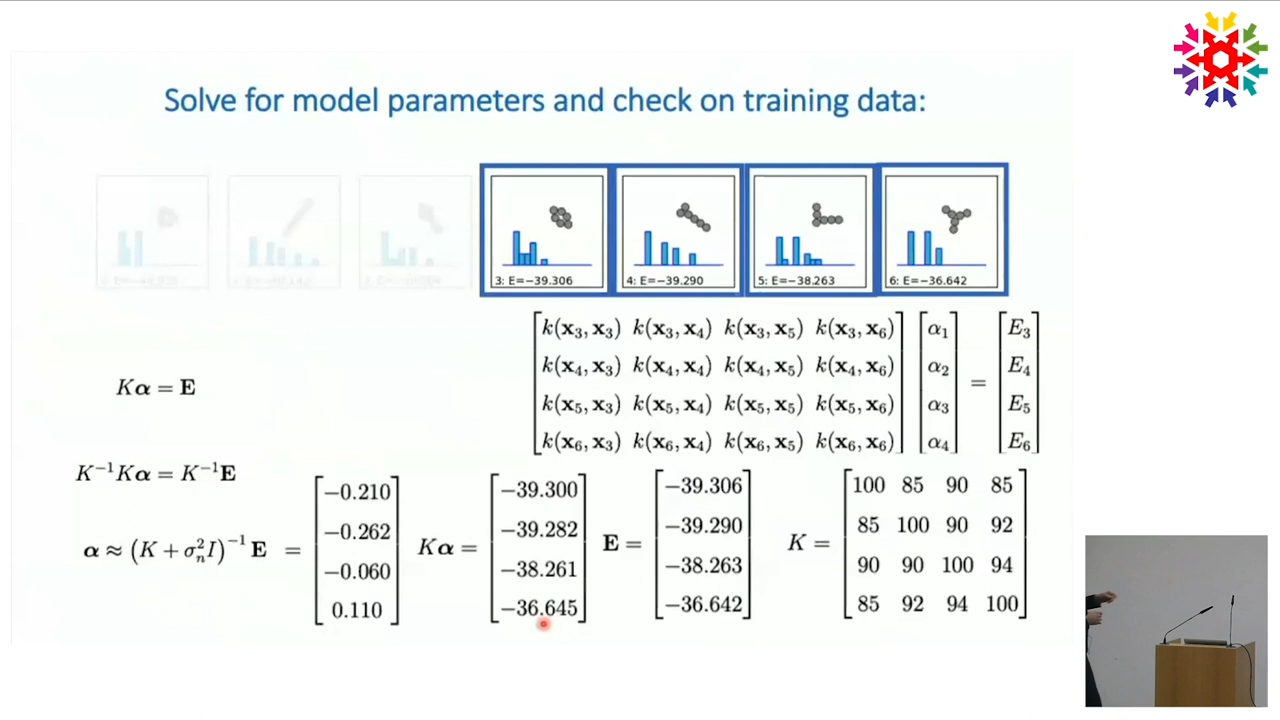 Solve for model parameters and check on training data:
3: E=−39.306
4: E=−39.290
5: E=−38.263
6: E=−36.642
k(x₃, x₃) k(x₃, x₄) k(x₃, x₅) k(x₃, x₆) α₁ E₃
k(x₄, x₃) k(x₄, x₄) k(x₄, x₅) k(x₄, x₆) α₂ = E₄
k(x₅, x₃) k(x₅, x₄) k(x₅, x₅) k(x₅, x₆) α₃ E₅
k(x₆, x₃) k(x₆, x₄) k(x₆, x₅) k(x₆, x₆) α₄ E₆
Kα = E
K⁻¹Kα = K⁻¹E
α ≈ (K + σₙ²I)⁻¹ E =
−0.210
−0.262
−0.060
0.110
Kα =
−39.300
−39.282
−38.261
−36.645
E =
−39.306
−39.290
−38.263
−36.642
K =
100 85 90 85
85 100 90 92
90 90 100 94
85 92 94 100